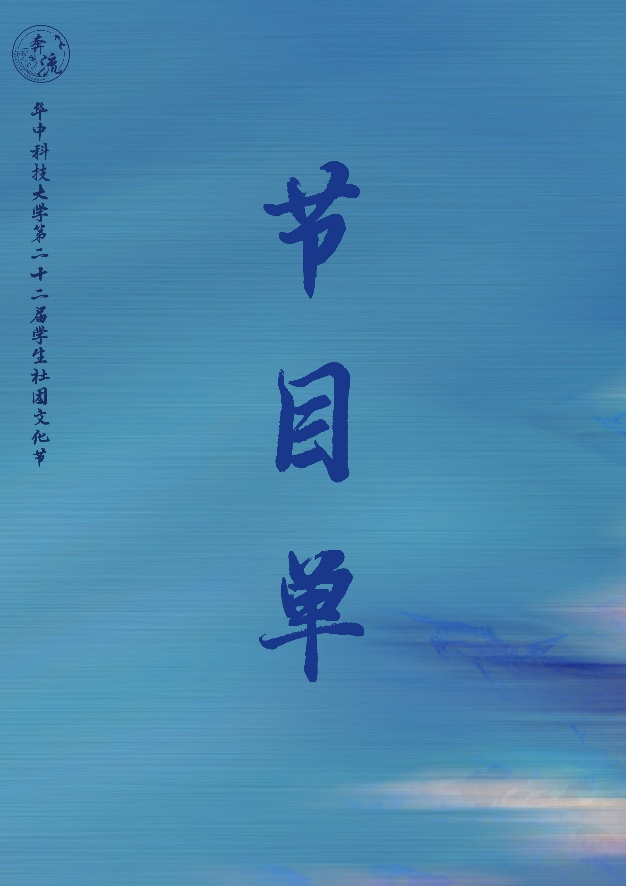 奔流
华中科技大学第二十二届学生社团文化节
节目单